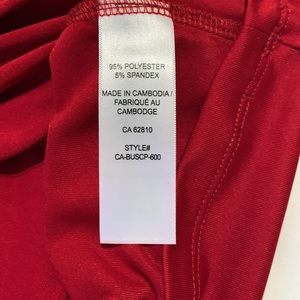 95% POLYESTER
5% SPANDEX
MADE IN CAMBODIA /
FABRIQUÉ AU
CAMBODGE
CA 62810
STYLE#
CA-BUSCP-600